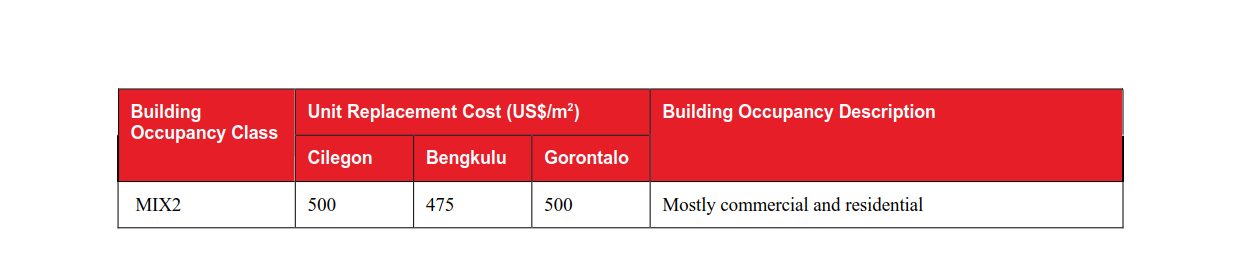 Building Occupancy Class
Unit Replacement Cost (US$/m²)
Building Occupancy Description
Cilegon
Bengkulu
Gorontalo
MIX2
500
475
500
Mostly commercial and residential